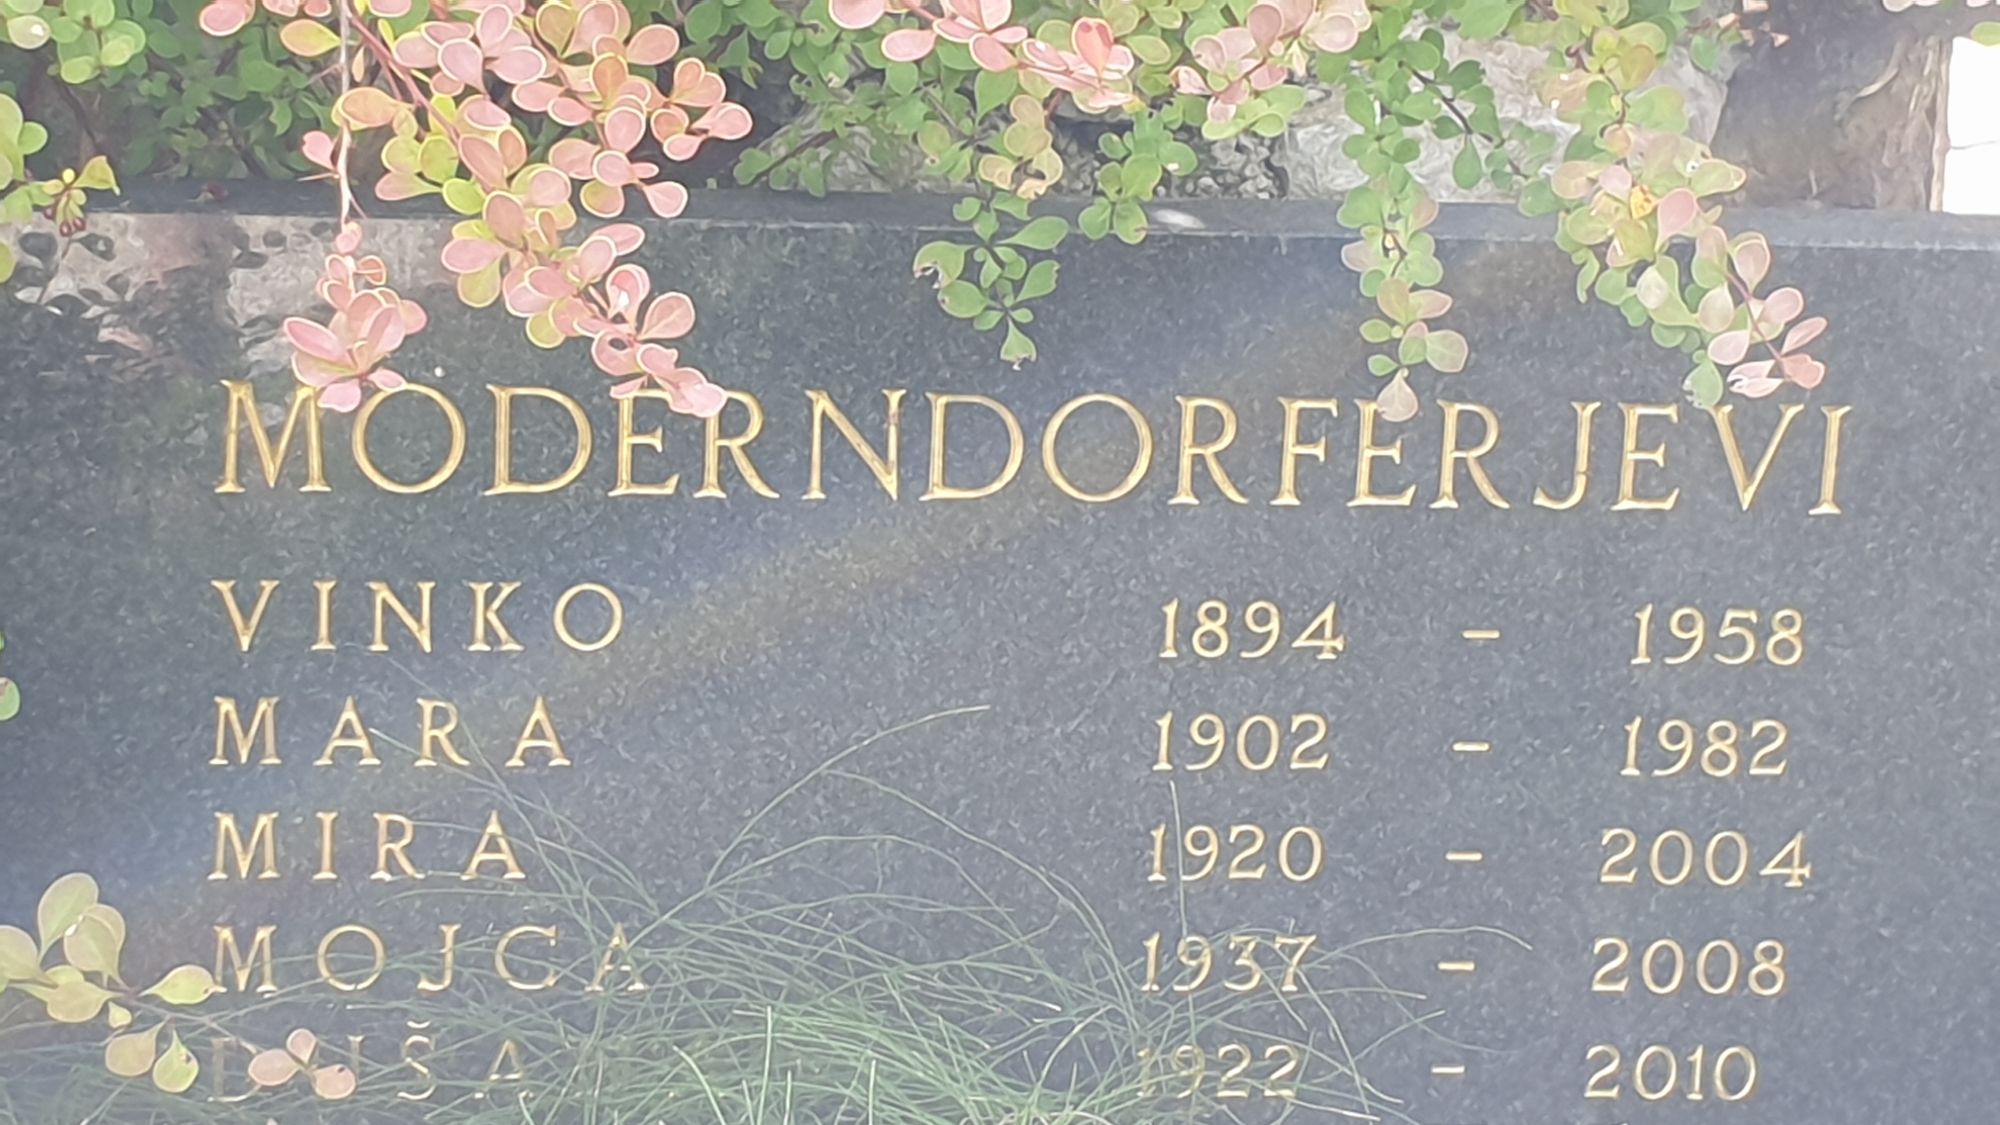 MODERNDORFERJEVI
VINKO 1894 - 1958
MARA 1902 - 1982
MIRA 1920 - 2004
MOJCA 1937 - 2008
DUŠA 1922 - 2010